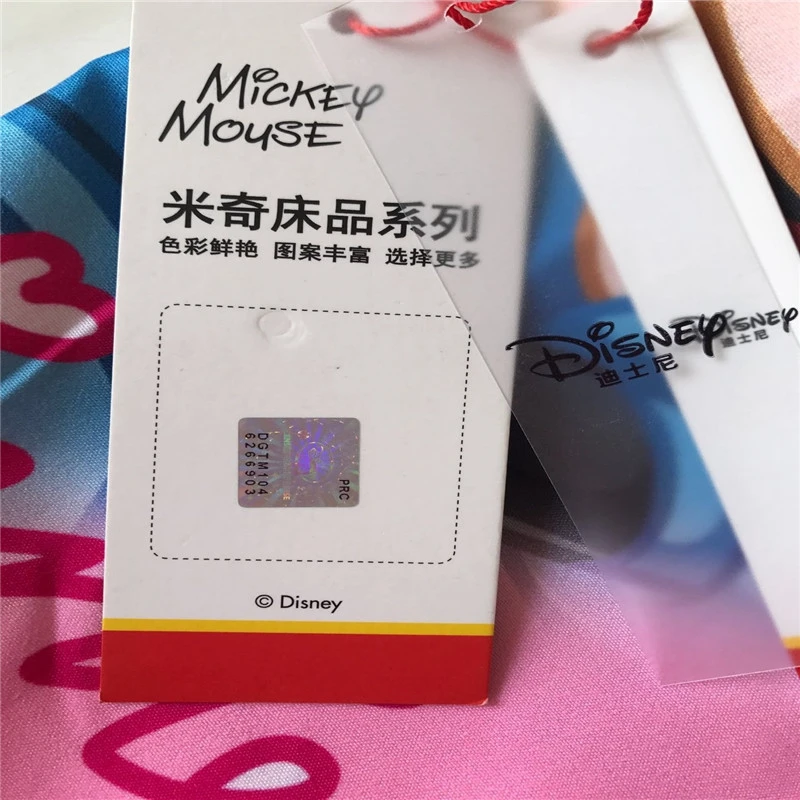 MICKEY
MOUSE
米奇床品系列
色彩鲜艳 图案丰富 选择更多
DGTM104
6266903
PRC
© Disney
DISNEY
迪士尼
DISNEY
迪士尼